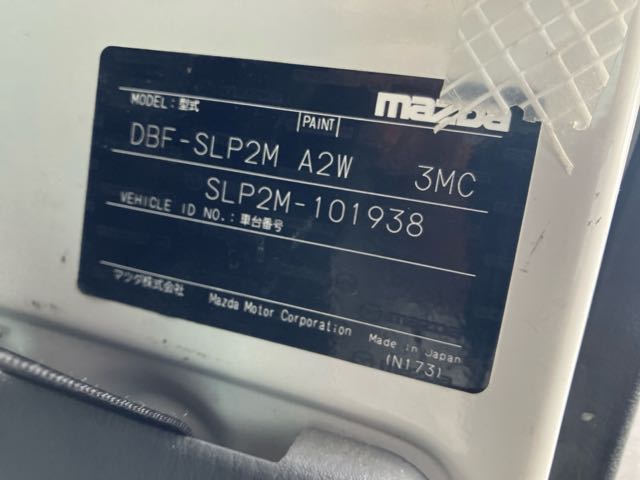 mazda
MODEL: 型式 PAINT
DBF-SLP2M A2W 3MC
SLP2M-101938
VEHICLE ID NO.: 車台番号
マツダ株式会社 Mazda Motor Corporation Made in Japan
(N173)